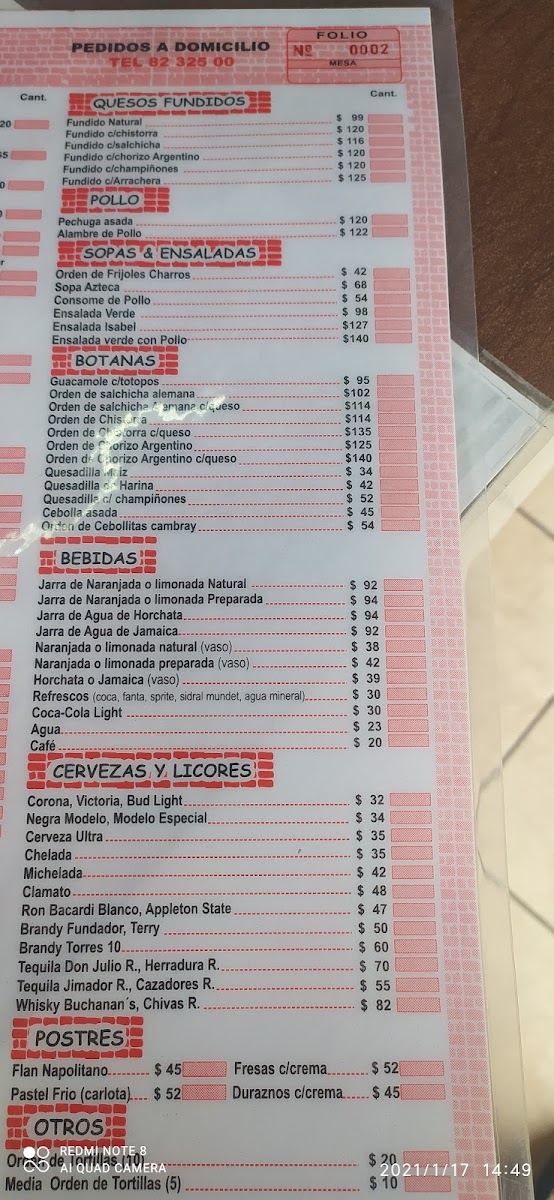 PEDIDOS A DOMICILIO
TEL 82 325 00
FOLIO
Nº 0002
MESA
Cant.
Cant.
QUESOS FUNDIDOS
Fundido Natural $ 99
Fundido c/chistorra $ 120
Fundido c/salchicha $ 116
Fundido c/chorizo Argentino $ 120
Fundido c/champiñones $ 120
Fundido c/Arrachera $ 125
POLLO
Pechuga asada $ 120
Alambre de Pollo $ 122
SOPAS & ENSALADAS
Orden de Frijoles Charros $ 42
Sopa Azteca $ 68
Consome de Pollo $ 54
Ensalada Verde $ 98
Ensalada Isabel $127
Ensalada verde con Pollo $140
BOTANAS
Guacamole c/totopos $ 95
Orden de salchicha alemana $102
Orden de salchicha alemana c/queso $114
Orden de Chistorra $114
Orden de Chistorra c/queso $135
Orden de Chorizo Argentino $125
Orden de Chorizo Argentino c/queso $140
Quesadilla Maiz $ 34
Quesadilla de Harina $ 42
Quesadilla c/ champiñones $ 52
Cebolla asada $ 45
Orden de Cebollitas cambray $ 54
BEBIDAS
Jarra de Naranjada o limonada Natural $ 92
Jarra de Naranjada o limonada Preparada $ 94
Jarra de Agua de Horchata $ 94
Jarra de Agua de Jamaica $ 92
Naranjada o limonada natural (vaso) $ 38
Naranjada o limonada preparada (vaso) $ 42
Horchata o Jamaica (vaso) $ 39
Refrescos (coca, fanta, sprite, sidral mundet, agua mineral) $ 30
Coca-Cola Light $ 30
Agua $ 23
Café $ 20
CERVEZAS Y LICORES
Corona, Victoria, Bud Light $ 32
Negra Modelo, Modelo Especial $ 34
Cerveza Ultra $ 35
Chelada $ 35
Michelada $ 42
Clamato $ 48
Ron Bacardi Blanco, Appleton State $ 47
Brandy Fundador, Terry $ 50
Brandy Torres 10 $ 60
Tequila Don Julio R., Herradura R. $ 70
Tequila Jimador R., Cazadores R. $ 55
Whisky Buchanan´s, Chivas R. $ 82
POSTRES
Flan Napolitano $ 45 Fresas c/crema $ 52
Pastel Frio (carlota) $ 52 Duraznos c/crema $ 45
OTROS
Orden de Tortillas (10) $ 20
Media Orden de Tortillas (5) $ 10
REDMI NOTE 8
AI QUAD CAMERA
2021/1/17 14:49